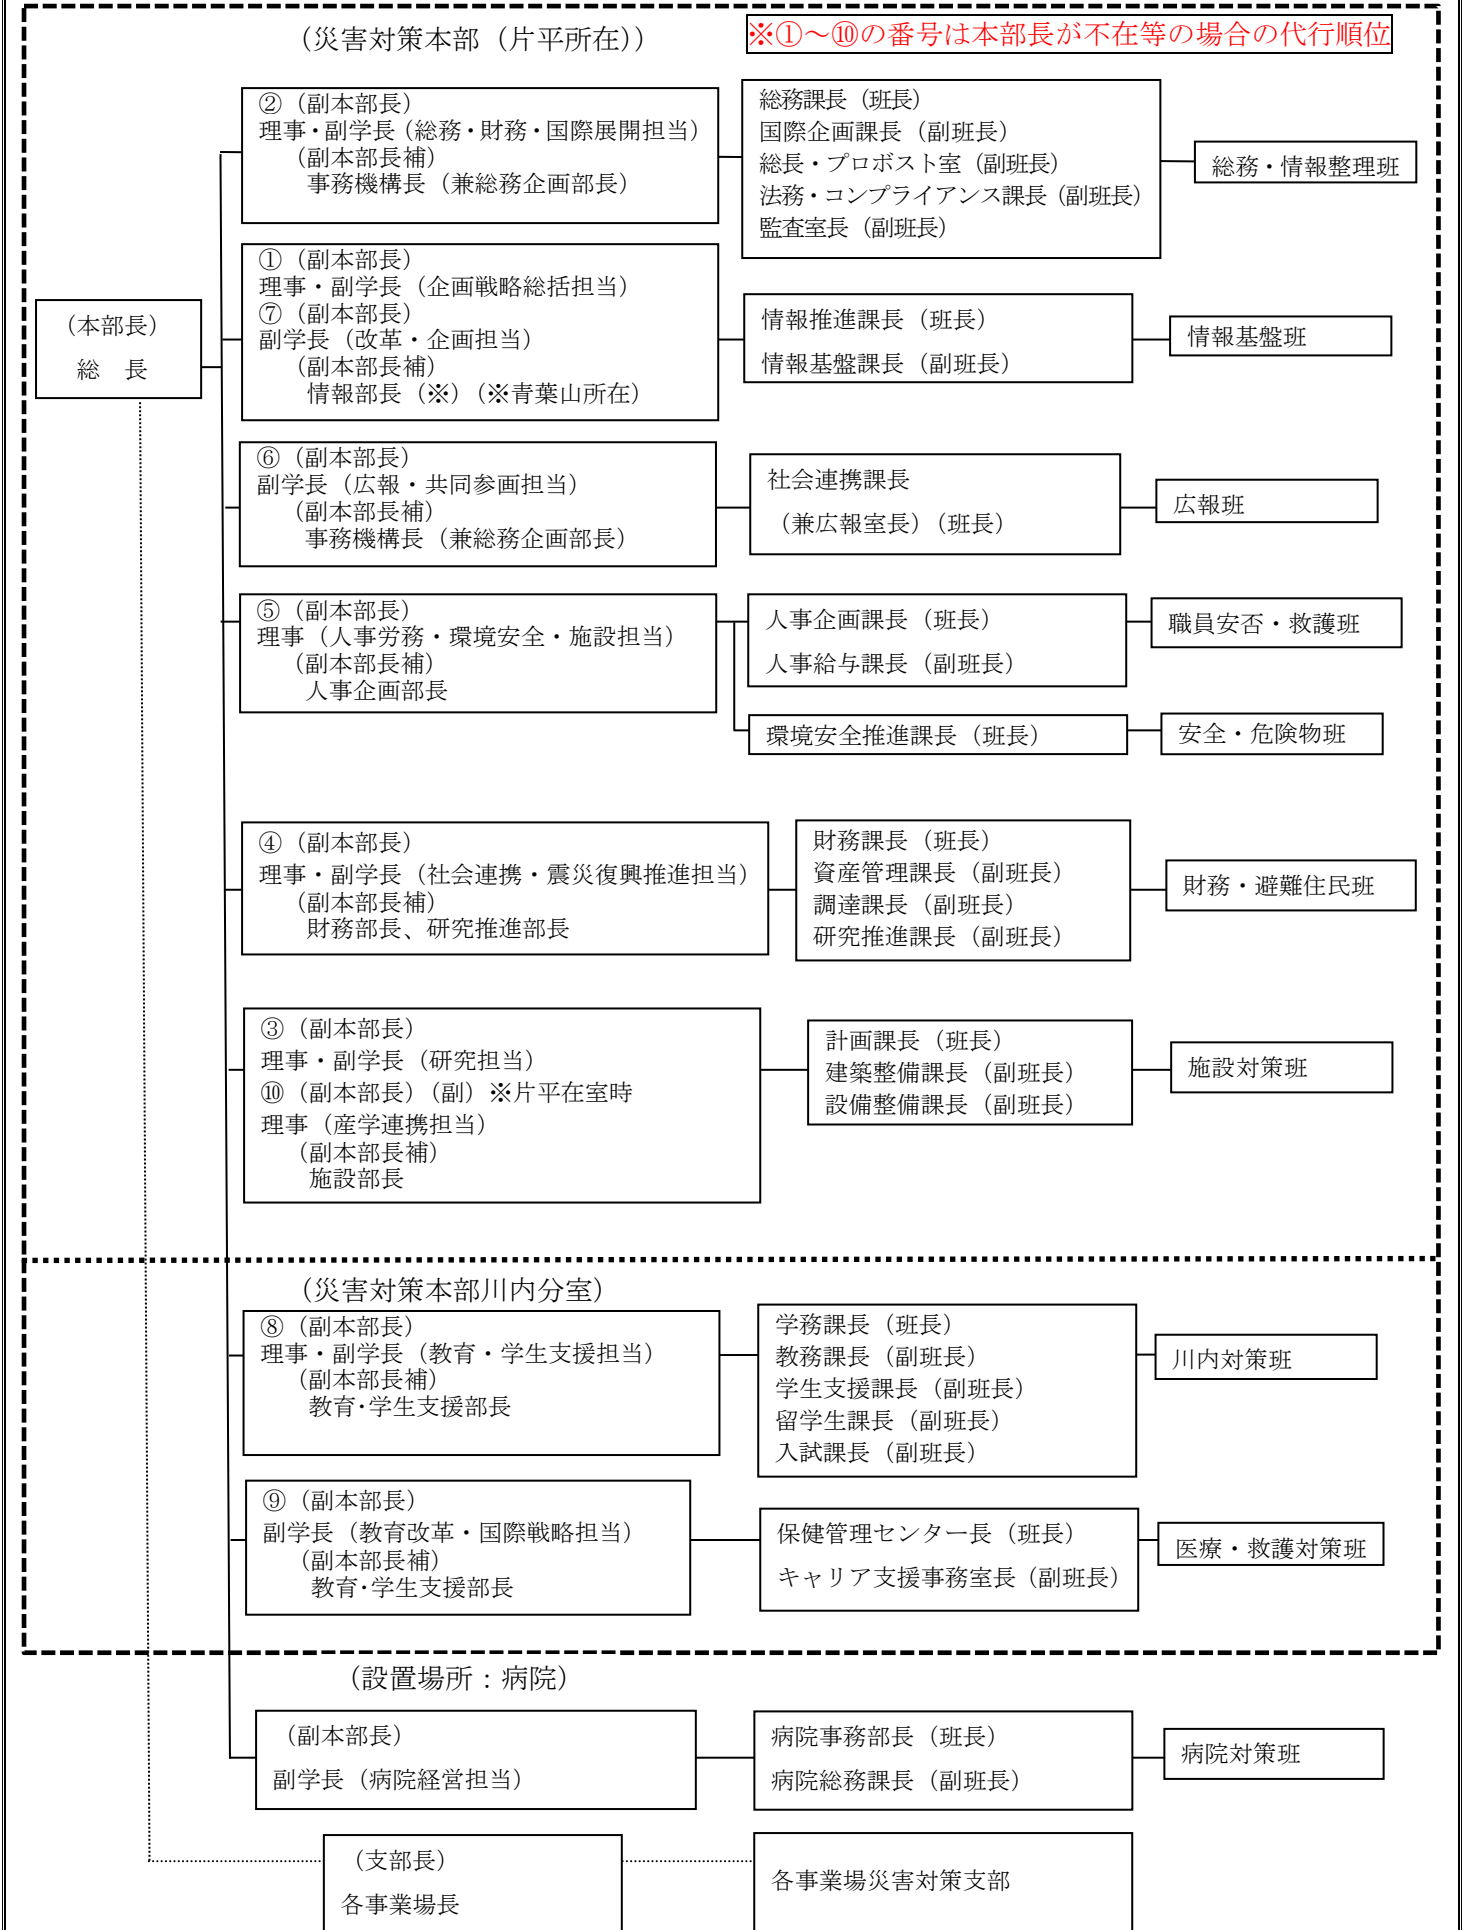 （災害対策本部（片平所在））
※①～⑩の番号は本部長が不在等の場合の代行順位
（本部長）
総　長
②（副本部長）
理事・副学長（総務・財務・国際展開担当）
（副本部長補）
事務機構長（兼総務企画部長）
総務課長（班長）
国際企画課長（副班長）
総長・プロボスト室（副班長）
法務・コンプライアンス課長（副班長）
監査室長（副班長）
総務・情報整理班
①（副本部長）
理事・副学長（企画戦略総括担当）
⑦（副本部長）
副学長（改革・企画担当）
（副本部長補）
情報部長（※）（※青葉山所在）
情報推進課長（班長）
情報基盤課長（副班長）
情報基盤班
⑥（副本部長）
副学長（広報・共同参画担当）
（副本部長補）
事務機構長（兼総務企画部長）
社会連携課長
（兼広報室長）（班長）
広報班
⑤（副本部長）
理事（人事労務・環境安全・施設担当）
（副本部長補）
人事企画部長
人事企画課長（班長）
人事給与課長（副班長）
職員安否・救護班
環境安全推進課長（班長）
安全・危険物班
④（副本部長）
理事・副学長（社会連携・震災復興推進担当）
（副本部長補）
財務部長、研究推進部長
財務課長（班長）
資産管理課長（副班長）
調達課長（副班長）
研究推進課長（副班長）
財務・避難住民班
③（副本部長）
理事・副学長（研究担当）
⑩（副本部長）（副）※片平在室時
理事（産学連携担当）
（副本部長補）
施設部長
計画課長（班長）
建築整備課長（副班長）
設備整備課長（副班長）
施設対策班
（災害対策本部川内分室）
⑧（副本部長）
理事・副学長（教育・学生支援担当）
（副本部長補）
教育・学生支援部長
学務課長（班長）
教務課長（副班長）
学生支援課長（副班長）
留学生課長（副班長）
入試課長（副班長）
川内対策班
⑨（副本部長）
副学長（教育改革・国際戦略担当）
（副本部長補）
教育・学生支援部長
保健管理センター長（班長）
キャリア支援事務室長（副班長）
医療・救護対策班
（設置場所：病院）
（副本部長）
副学長（病院経営担当）
病院事務部長（班長）
病院総務課長（副班長）
病院対策班
（支部長）
各事業場長
各事業場災害対策支部